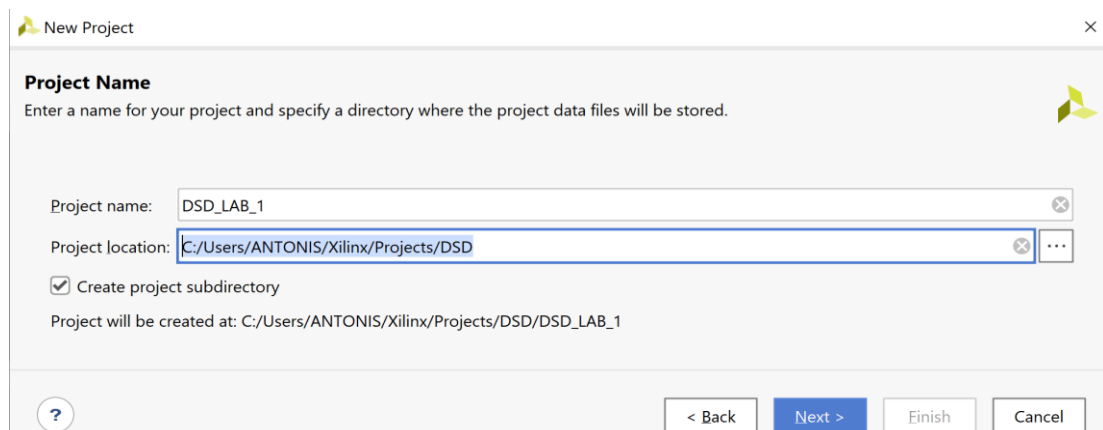 New Project
Project Name
Enter a name for your project and specify a directory where the project data files will be stored.
Project name: DSD_LAB_1
Project location: C:/Users/ANTONIS/Xilinx/Projects/DSD ...
Create project subdirectory
Project will be created at: C:/Users/ANTONIS/Xilinx/Projects/DSD/DSD_LAB_1
? < Back Next > Finish Cancel